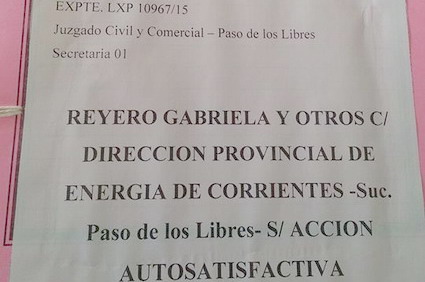 EXPTE. LXP 10967/15
Juzgado Civil y Comercial – Paso de los Libres
Secretaria 01
REYERO GABRIELA Y OTROS C/
DIRECCION PROVINCIAL DE
ENERGIA DE CORRIENTES -Suc.
Paso de los Libres- S/ ACCION
AUTOSATISFACTIVA